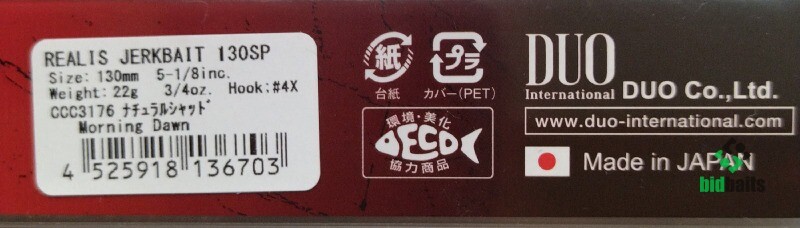 REALIS JERKBAIT 130SP
Size: 130mm 5-1/8inc.
Weight: 22g 3/4oz. Hook:#4X
CCC3176 ナチュラルシャッド
Morning Dawn
4 525918 136703
紙
台紙
プラ
カバー(PET)
環境・美化
ECO
協力商品
DUO
International
DUO Co.,Ltd.
www.duo-international.com
Made in JAPAN
bidbaits